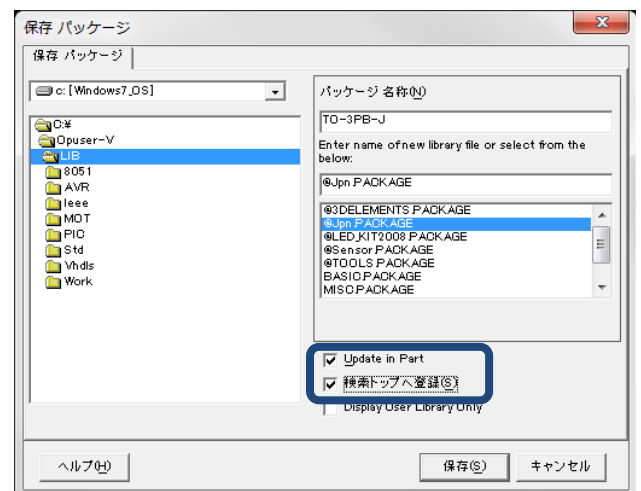 保存 パッケージ
保存 パッケージ
c: [Windows7_OS]
C:¥
Opuser-V
LIB
8051
AVR
Ieee
MOT
PIC
Std
Vhdls
Work
パッケージ 名称(N)
TO-3PB-J
Enter name of new library file or select from the
below:
@Jpn.PACKAGE
@3DELEMENTS.PACKAGE
@Jpn.PACKAGE
@LED_KIT2008.PACKAGE
@Sensor.PACKAGE
@TOOLS.PACKAGE
BASIC.PACKAGE
MISC.PACKAGE
Update in Part
検索トップへ登録(S)
Display User Library Only
ヘルプ(H)
保存(S)
キャンセル